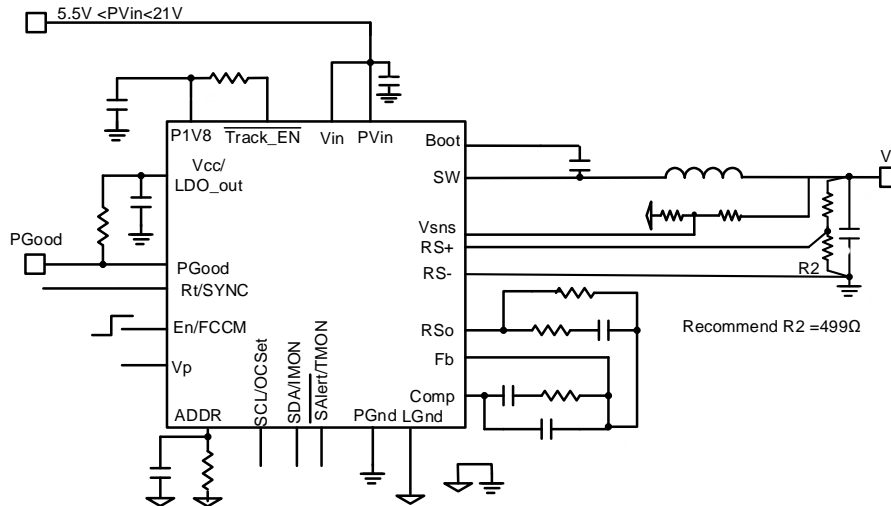 5.5V <PVin<21V
P1V8
Track_EN
Vin
PVin
Boot
Vcc/
LDO_out
SW
V
Vsns
PGood
RS+
PGood
RS-
R2
Rt/SYNC
En/FCCM
RSo
Recommend R2 =499Ω
Vp
Fb
Comp
ADDR
SCL/OCSet
SDA/IMON
SAlert/TMON
PGnd
LGnd